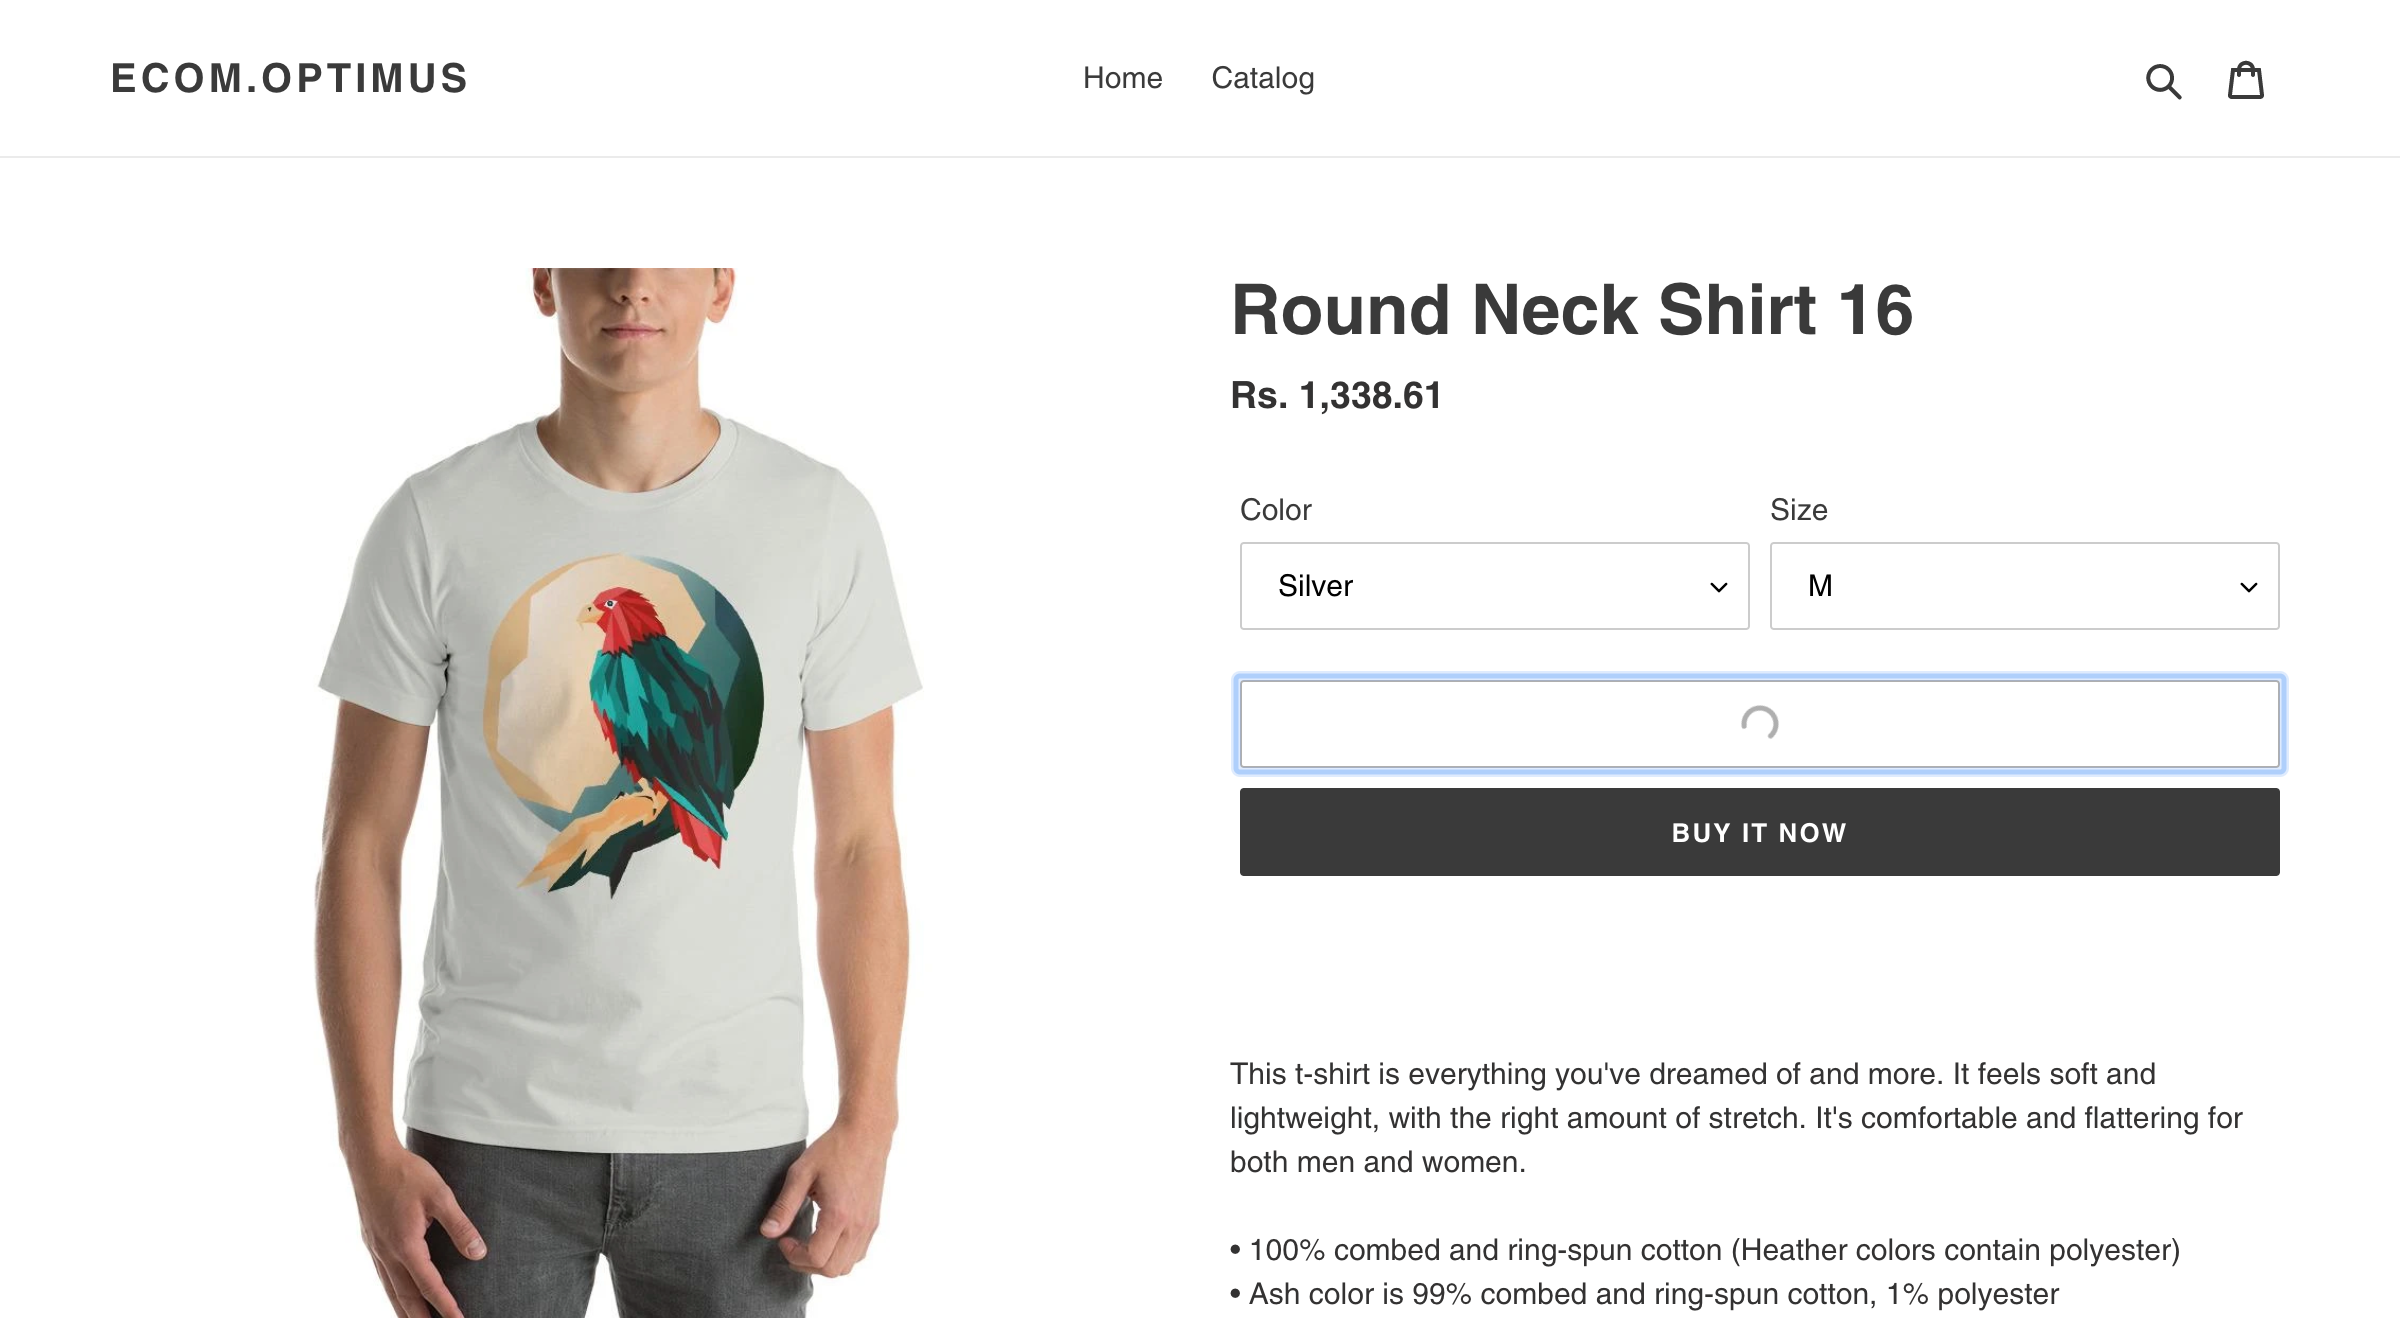 ECOM.OPTIMUS
Home
Catalog
Round Neck Shirt 16
Rs. 1,338.61
Color
Size
Silver
M
BUY IT NOW
This t-shirt is everything you've dreamed of and more. It feels soft and
lightweight, with the right amount of stretch. It's comfortable and flattering for
both men and women.
• 100% combed and ring-spun cotton (Heather colors contain polyester)
• Ash color is 99% combed and ring-spun cotton, 1% polyester